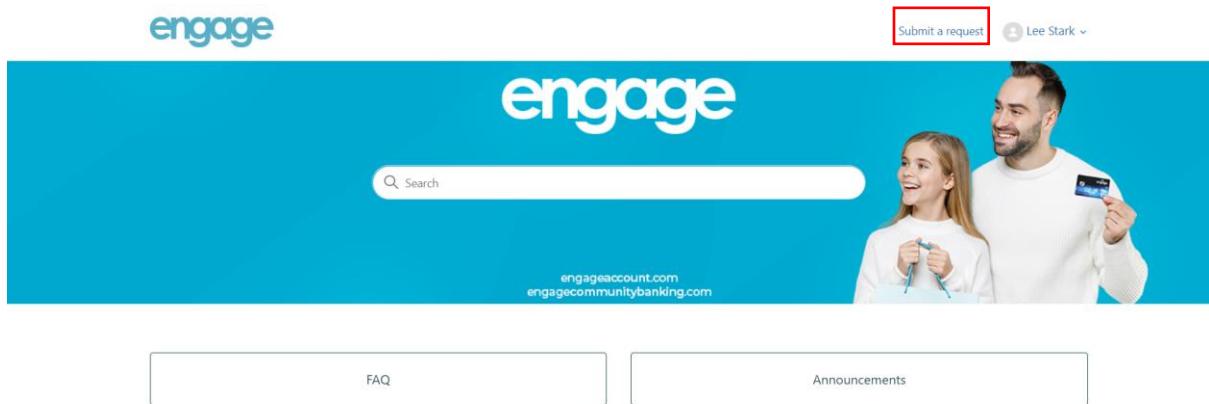 engage
Submit a request
Lee Stark
engage
Search
engageaccount.com
engagecommunitybanking.com
FAQ
Announcements